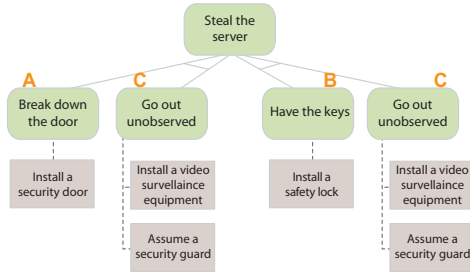 Steal the
server
A
C
B
C
Break down
the door
Go out
unobserved
Have the keys
Go out
unobserved
Install a
security door
Install a video
survellaince
equipment
Install a
safety lock
Install a video
survellaince
equipment
Assume a
security guard
Assume a
security guard